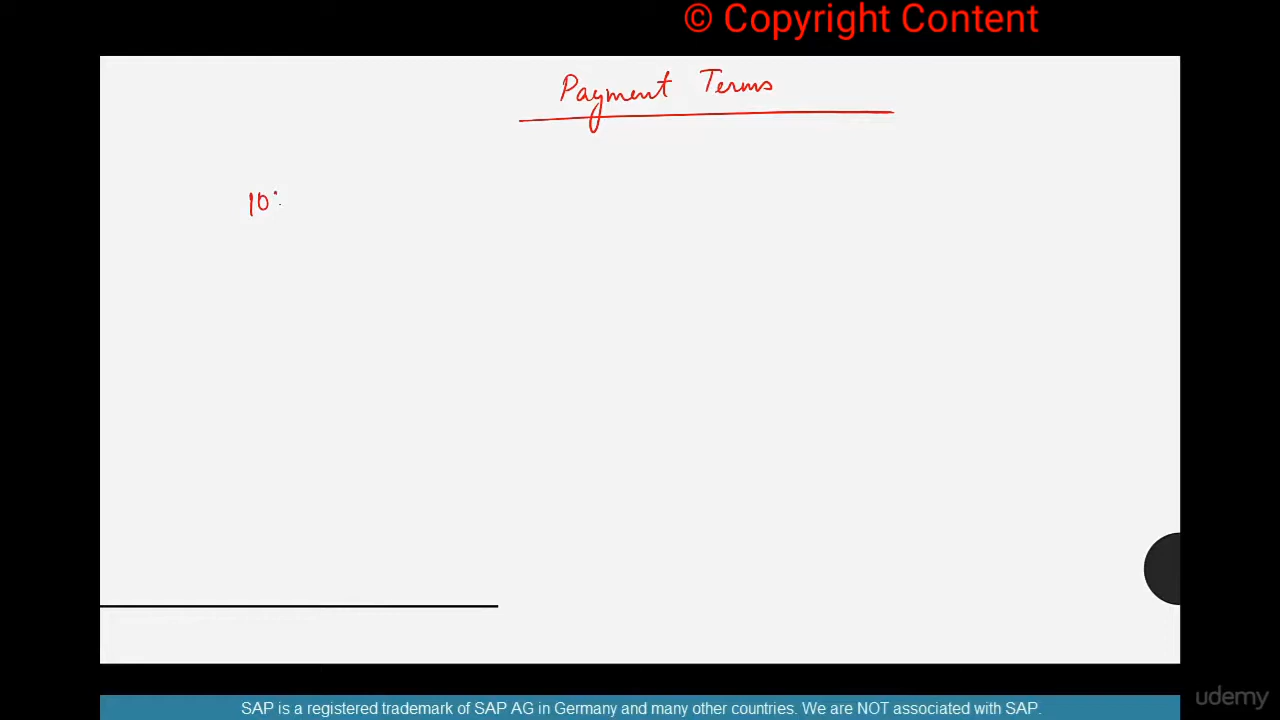 © Copyright Content
Payment Terms
10%
udemy
SAP is a registered trademark of SAP AG in Germany and many other countries. We are NOT associated with SAP.